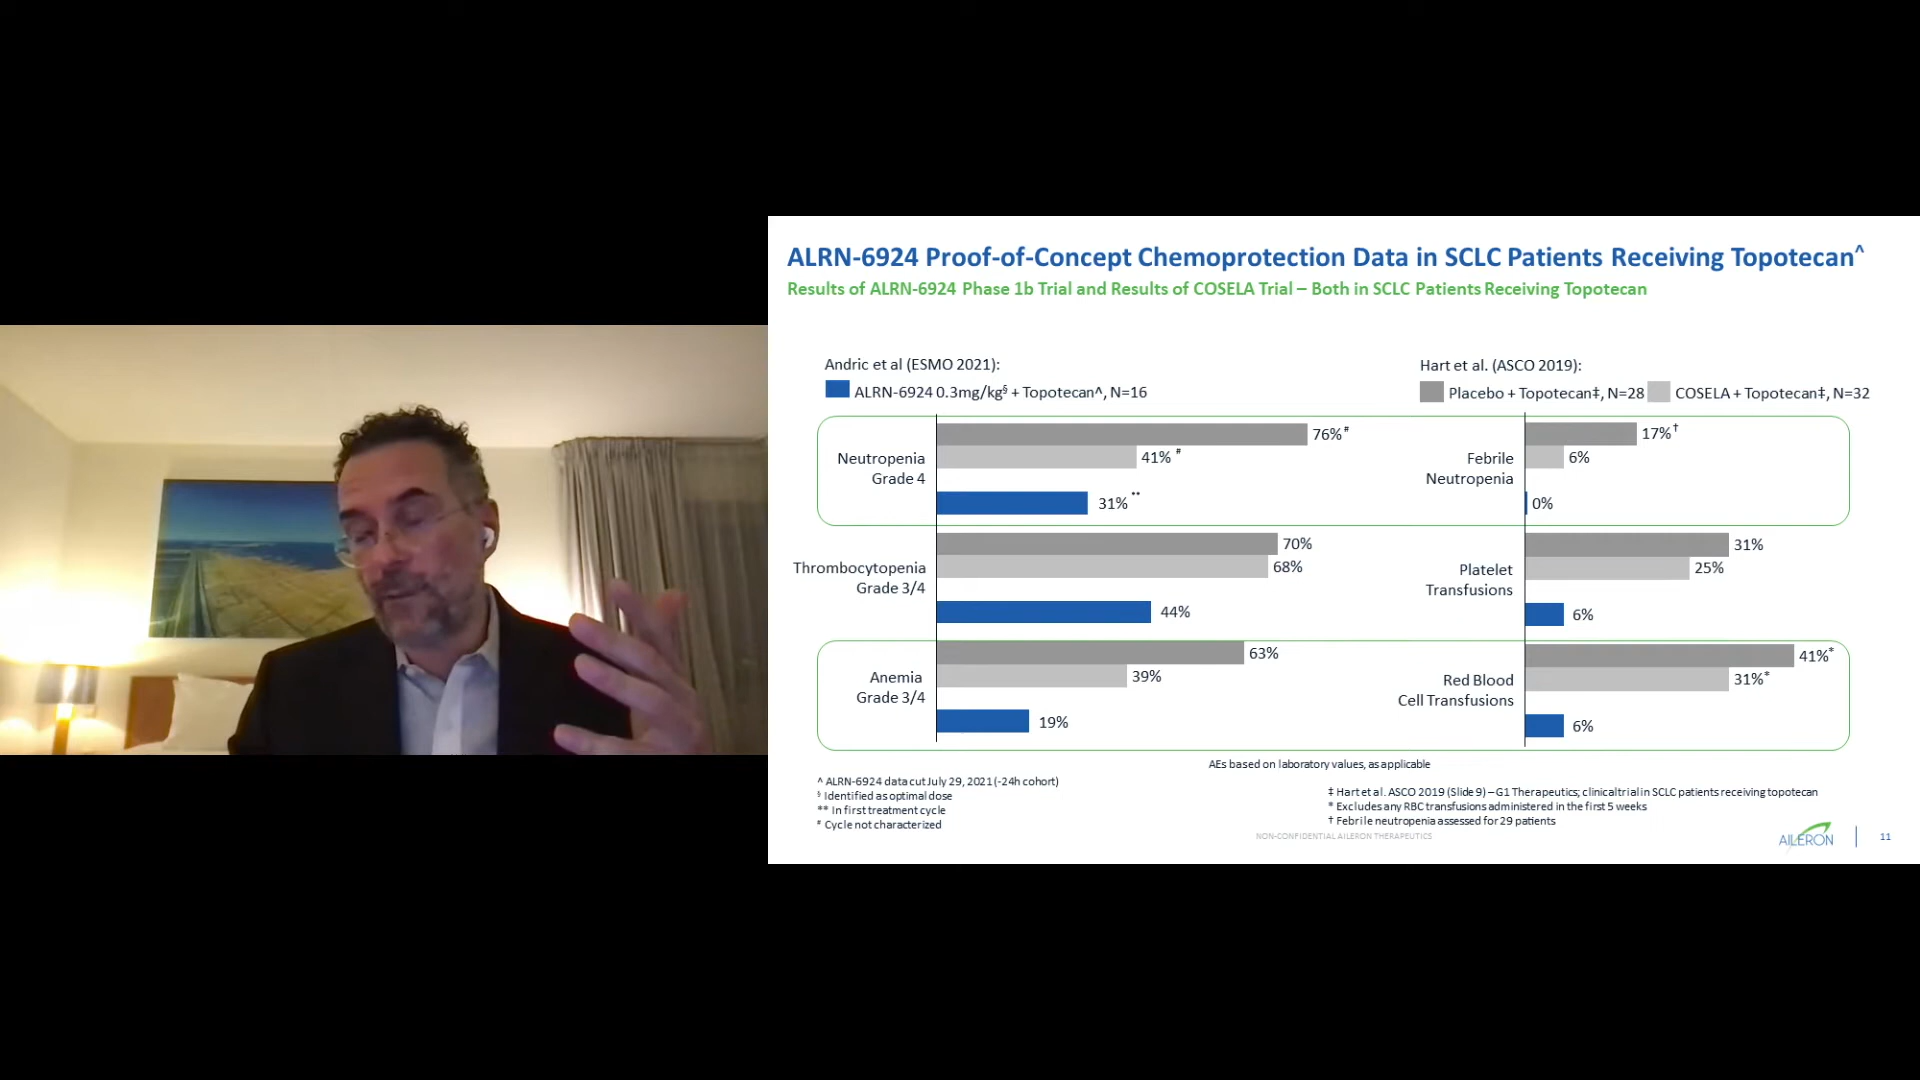 ALRN-6924 Proof-of-Concept Chemoprotection Data in SCLC Patients Receiving Topotecan^
Results of ALRN-6924 Phase 1b Trial and Results of COSELA Trial – Both in SCLC Patients Receiving Topotecan
Andric et al (ESMO 2021):
ALRN-6924 0.3mg/kg§ + Topotecan^, N=16
Hart et al. (ASCO 2019):
Placebo + Topotecan‡, N=28
COSELA + Topotecan‡, N=32
Neutropenia
Grade 4
76%#
41% #
31% **
Febrile
Neutropenia
17%†
6%
0%
Thrombocytopenia
Grade 3/4
70%
68%
44%
Platelet
Transfusions
31%
25%
6%
Anemia
Grade 3/4
63%
39%
19%
Red Blood
Cell Transfusions
41%*
31%*
6%
AEs based on laboratory values, as applicable
^ ALRN-6924 data cut July 29, 2021 (-24h cohort)
§ Identified as optimal dose
** In first treatment cycle
# Cycle not characterized
‡ Hart et al. ASCO 2019 (Slide 9) – G1 Therapeutics; clinical trial in SCLC patients receiving topotecan
* Excludes any RBC transfusions administered in the first 5 weeks
† Febrile neutropenia assessed for 29 patients
NON-CONFIDENTIAL AILERON THERAPEUTICS
AILERON
11